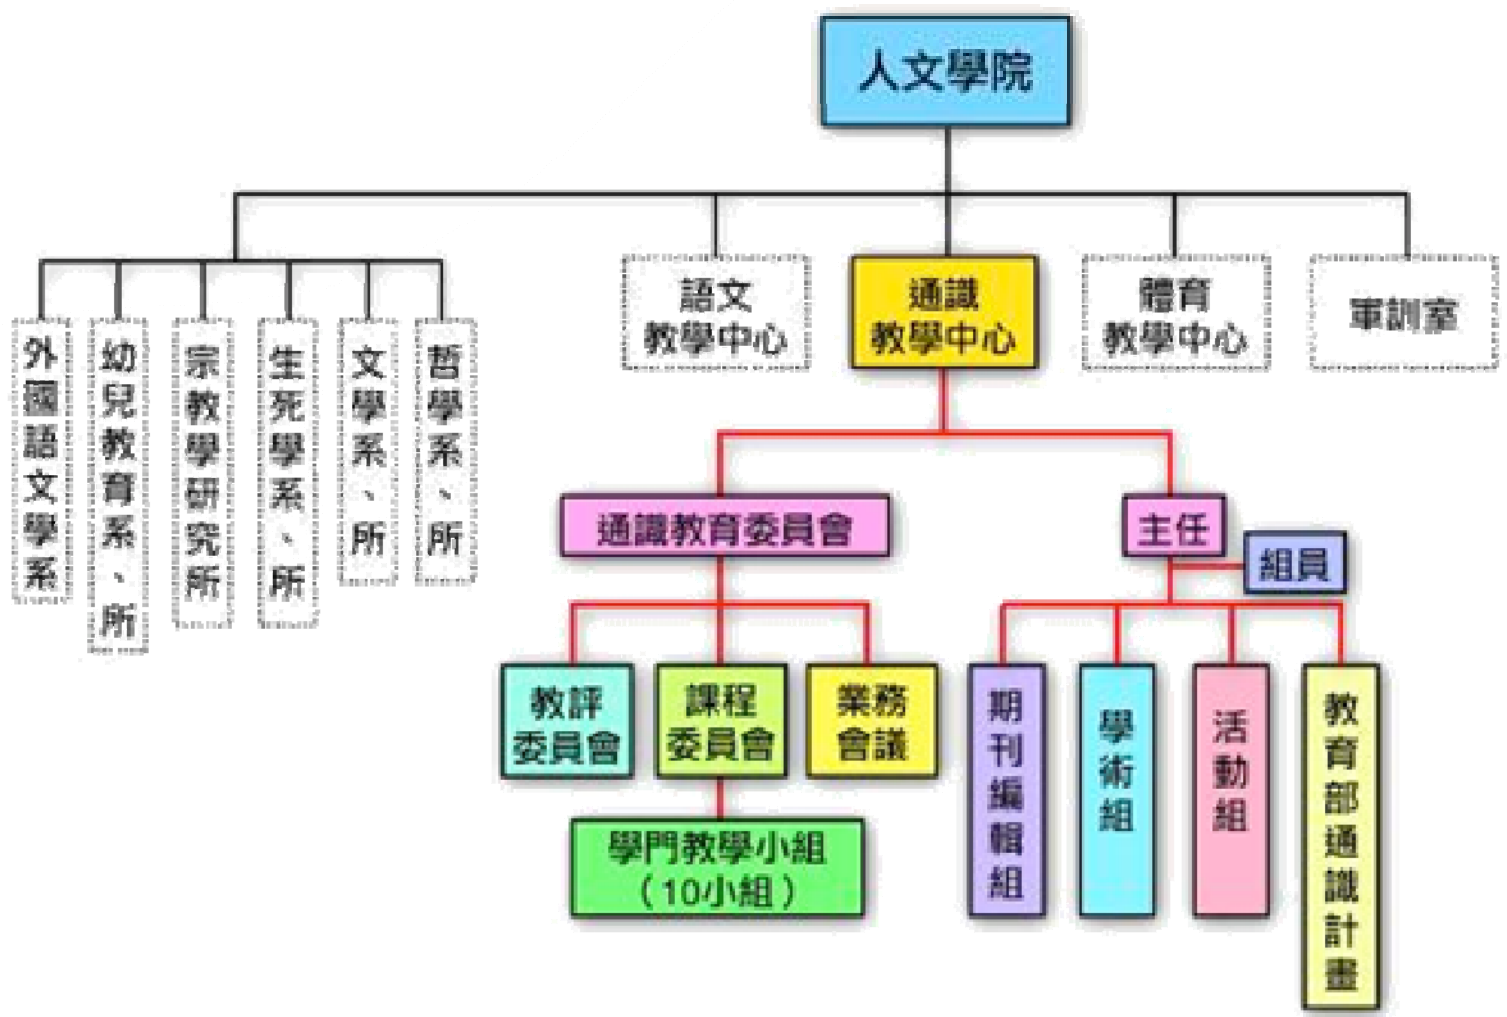 人文學院
語文
教學中心
通識
教學中心
體育
教學中心
軍訓室
外國語文學系
幼兒教育系、所
宗教學研究所
生死學系、所
文學系、所
哲學系、所
通識教育委員會
主任
組員
教評
委員會
課程
委員會
業務
會議
期刊編輯組
學術組
活動組
教育部通識計畫
學門教學小組
（10小組）